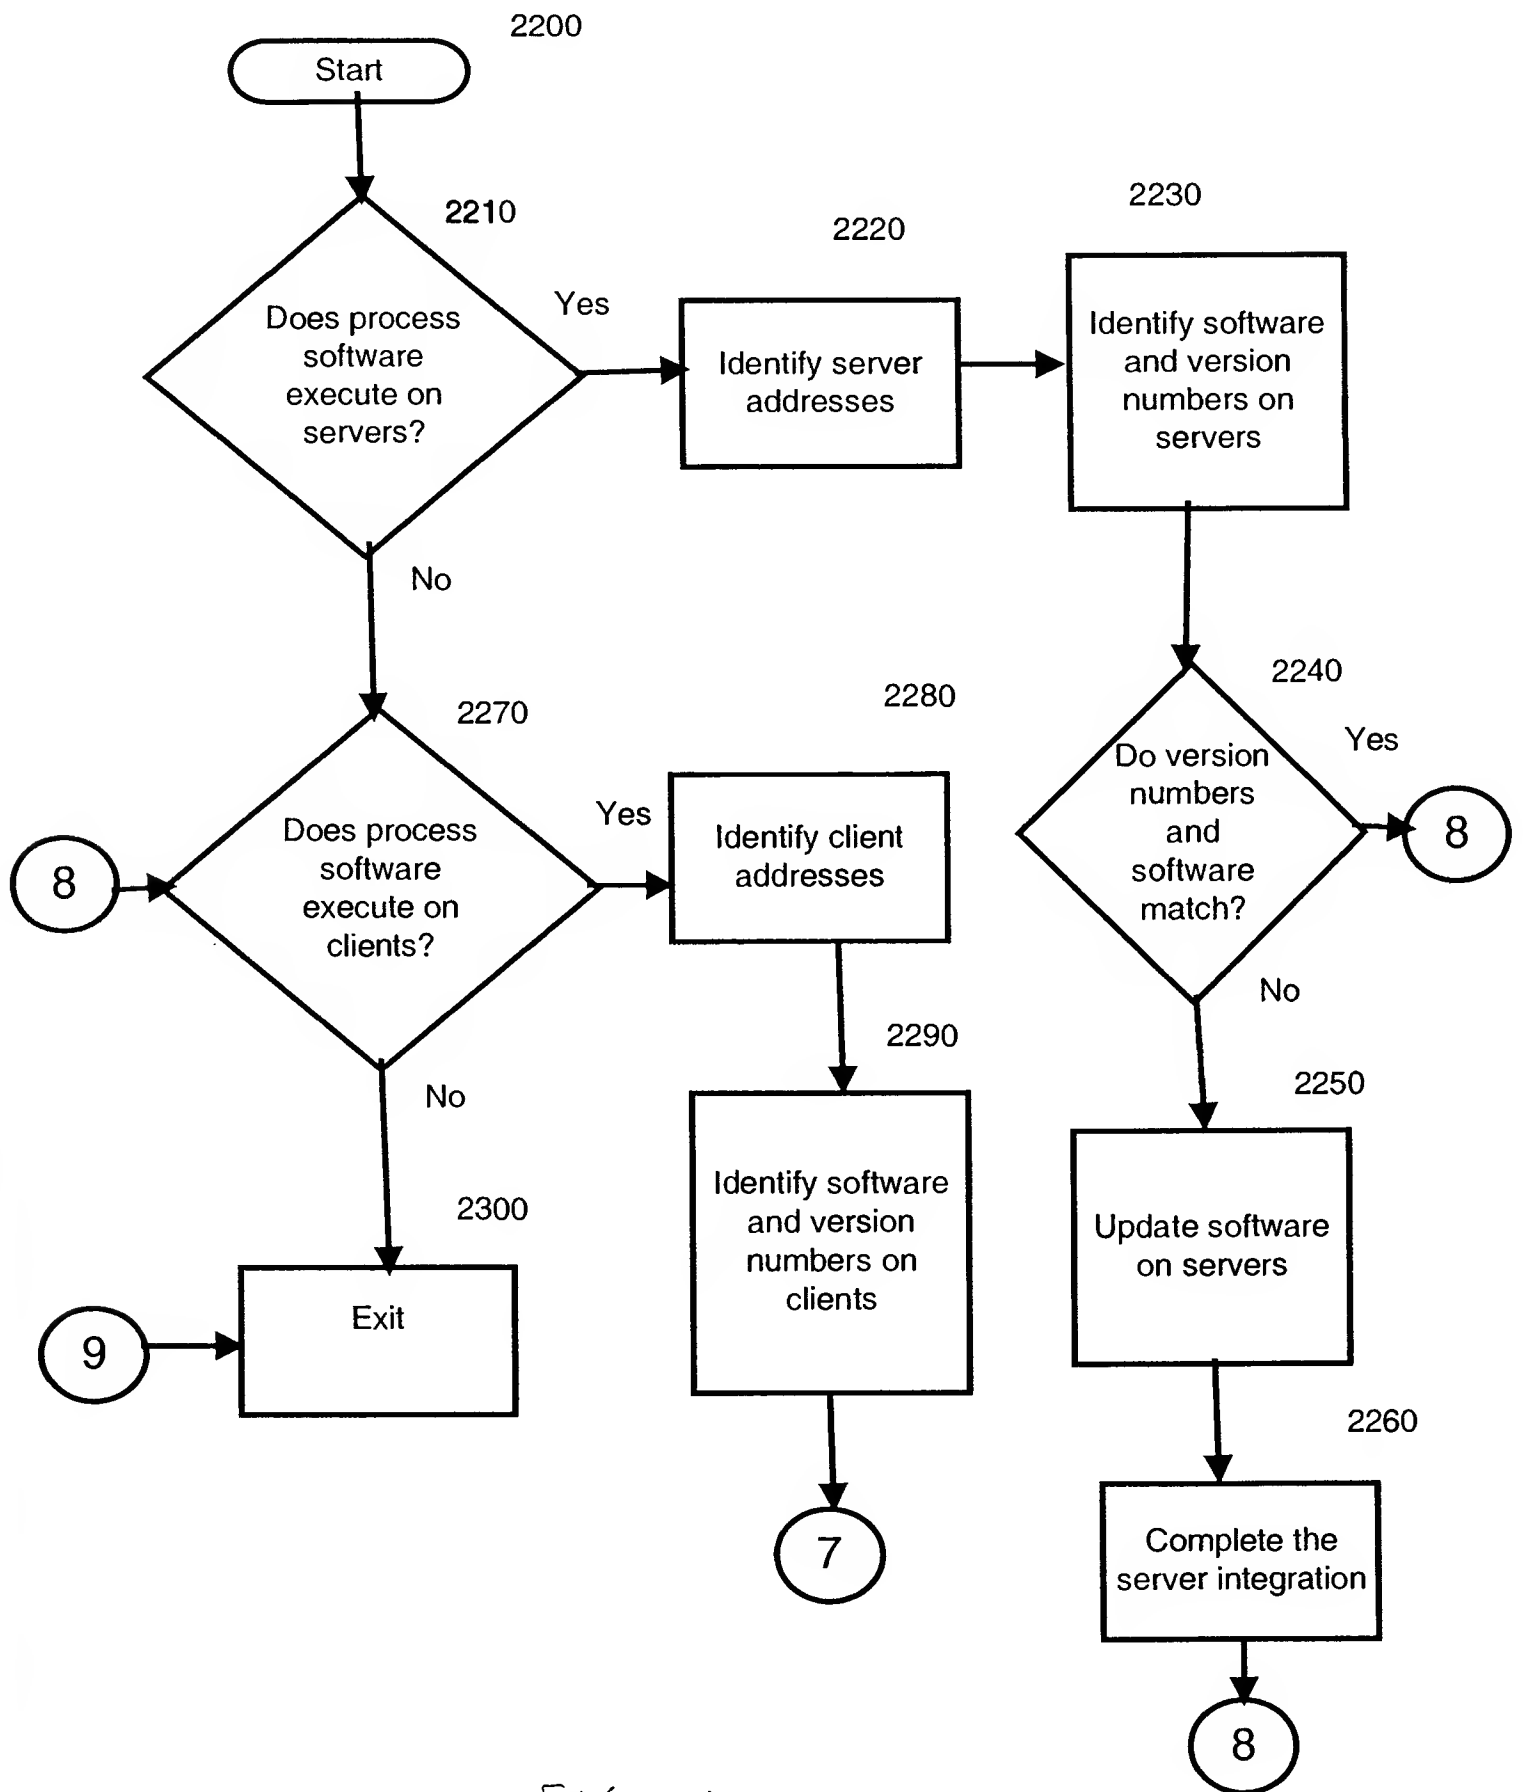 2200
Start
2210
Does process
software
execute on
servers?
Yes
2220
Identify server
addresses
2230
Identify software
and version
numbers on
servers
No
2240
Do version
numbers
and
software
match?
Yes
8
No
2270
8
Does process
software
execute on
clients?
Yes
2280
Identify client
addresses
No
2290
Identify software
and version
numbers on
clients
7
2250
Update software
on servers
2300
Exit
9
2260
Complete the
server integration
8